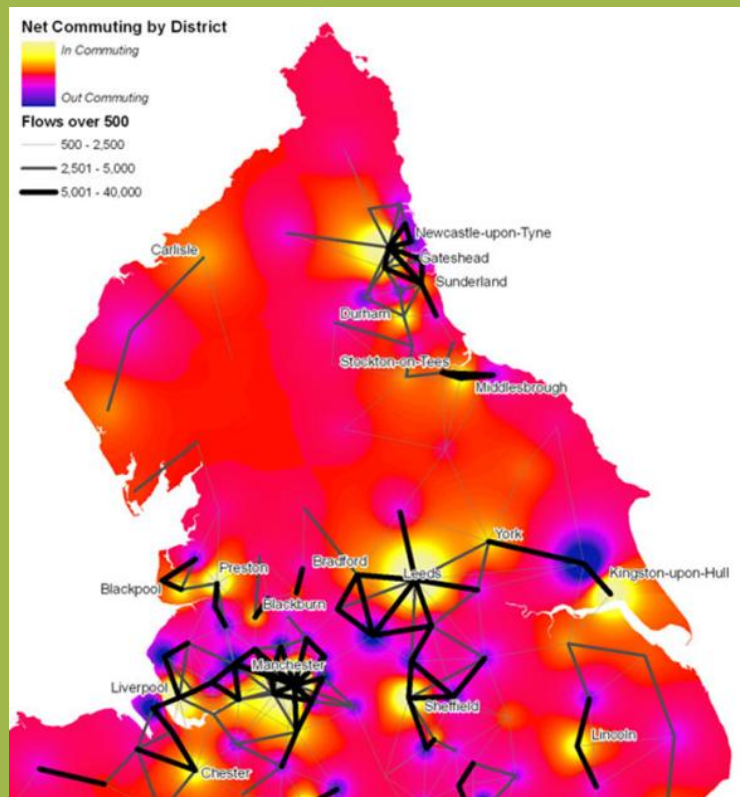 Net Commuting by District
In Commuting
Out Commuting
Flows over 500
500 - 2,500
2,501 - 5,000
5,001 - 40,000
Newcastle-upon-Tyne
Carlisle
Gateshead
Sunderland
Durham
Stockton-on-Tees
Middlesbrough
York
Bradford
Leeds
Preston
Kingston-upon-Hull
Blackpool
Blackburn
Manchester
Liverpool
Sheffield
Lincoln
Chester